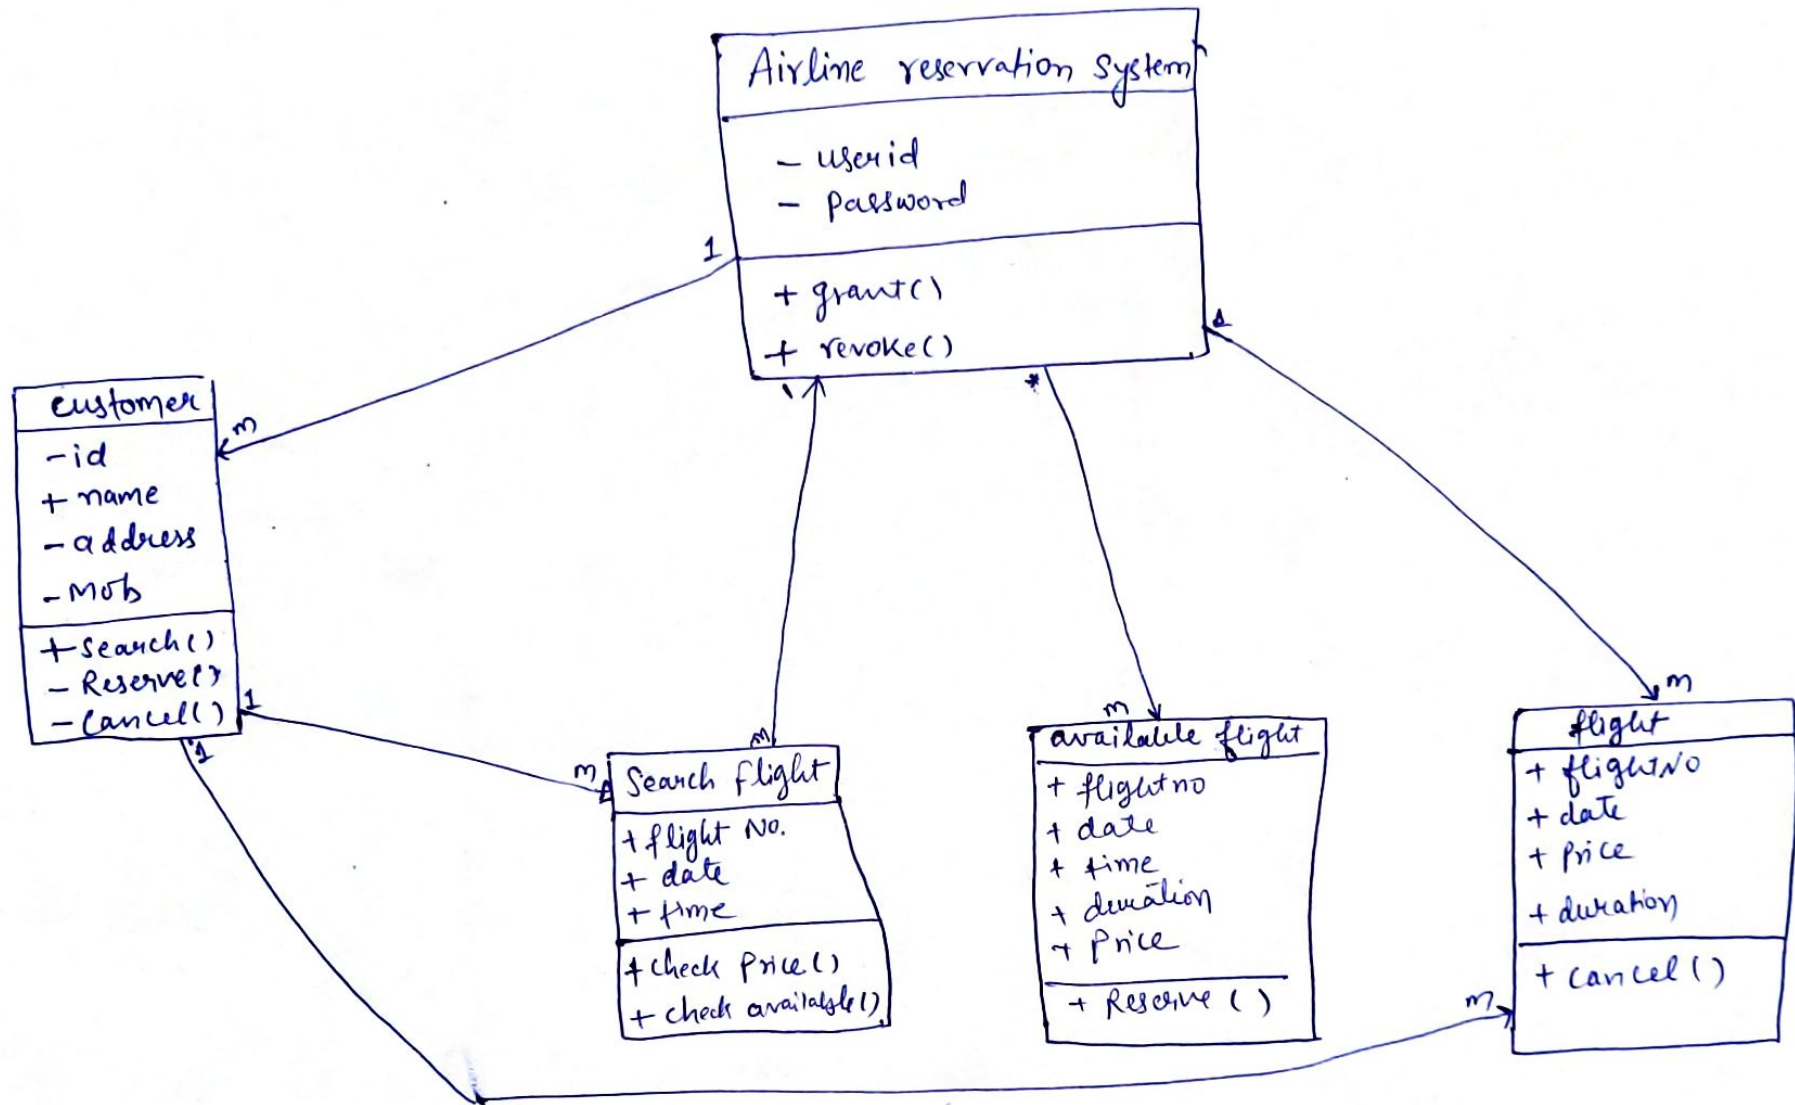 Airline reservation system
- userid
- password
+ grant()
+ revoke()
1
1
*
customer
- id
+ name
- address
- Mob
+ Search()
- Reserve()
- Cancel()
m
1
1
m
m
Search flight
+ flight No.
+ date
+ time
+ check price()
+ check available()
m
available flight
+ flight no
+ date
+ time
+ duration
+ Price
+ Reserve ()
m
flight
+ flightNo
+ date
+ Price
+ duration
+ cancel ()
m